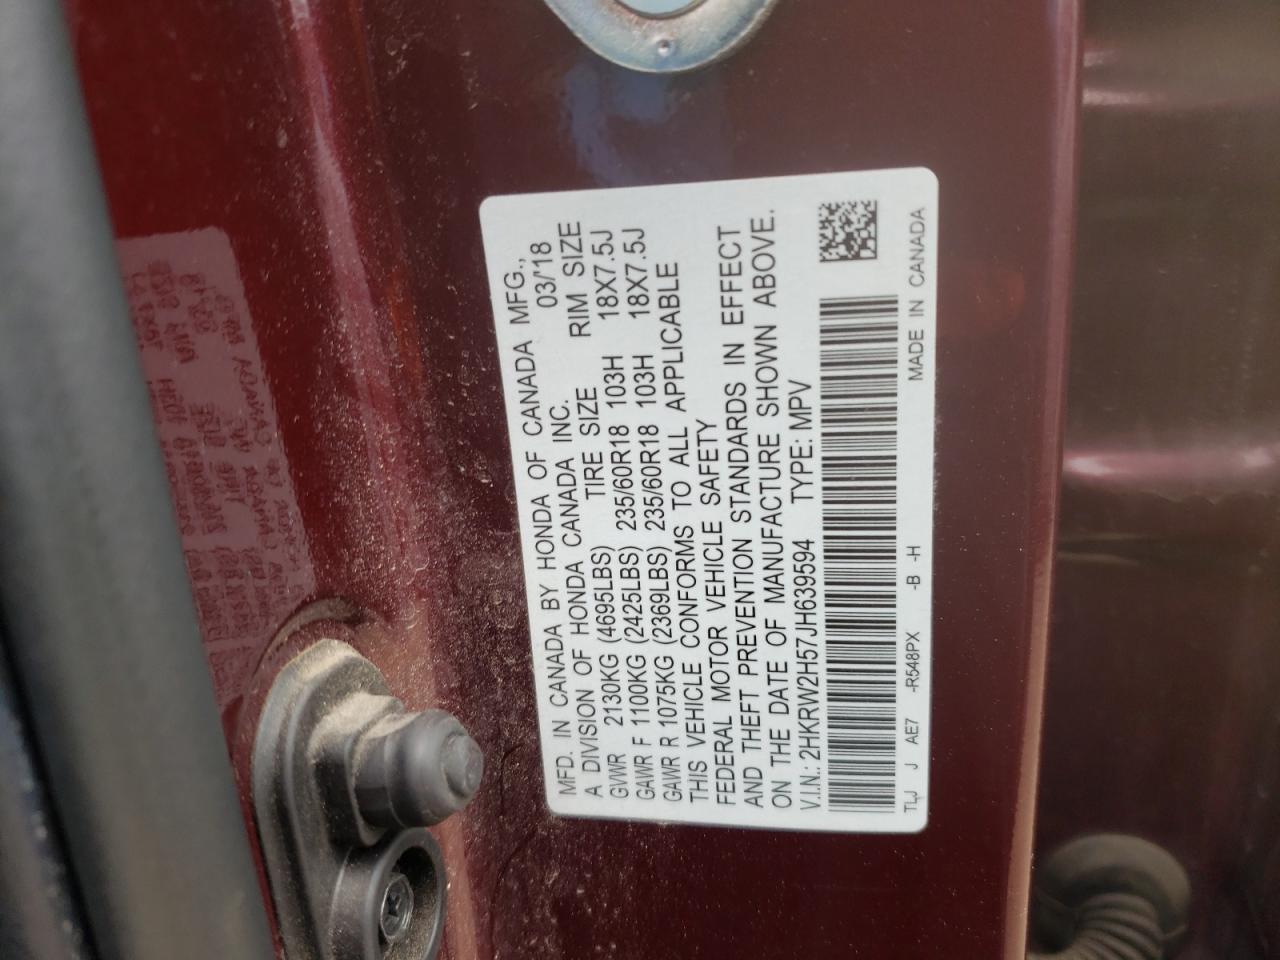 MFD. IN CANADA BY HONDA OF CANADA MFG.,
A DIVISION OF HONDA CANADA INC. 03/'18
GVWR 2130KG (4695LBS) TIRE SIZE RIM SIZE
GAWR F 1100KG (2425LBS) 235/60R18 103H 18X7.5J
GAWR R 1075KG (2369LBS) 235/60R18 103H 18X7.5J
THIS VEHICLE CONFORMS TO ALL APPLICABLE
FEDERAL MOTOR VEHICLE SAFETY
AND THEFT PREVENTION STANDARDS IN EFFECT
ON THE DATE OF MANUFACTURE SHOWN ABOVE.
V.I.N.: 2HKRW2H57JH639594 TYPE: MPV
TLJ J AE7 -R548PX -B -H MADE IN CANADA